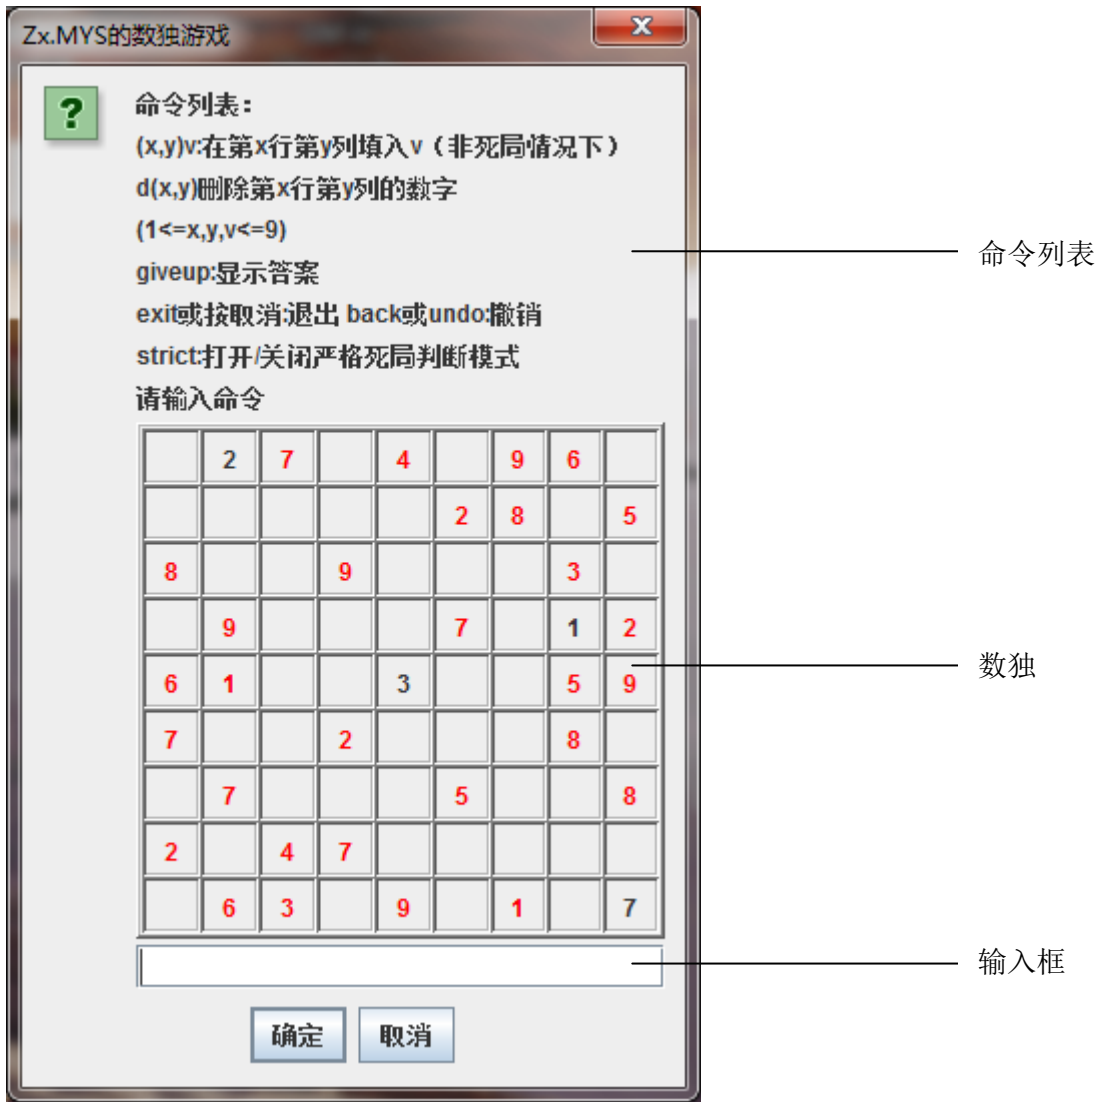 Zx.MYS的数独游戏
命令列表：
(x,y)v:在第x行第y列填入v（非死局情况下）
d(x,y)删除第x行第y列的数字
(1<=x,y,v<=9)
giveup:显示答案
exit或按取消:退出 back或undo:撤销
strict:打开/关闭严格死局判断模式
请输入命令
2 7 4 9 6
2 8 5
8 9 3
9 7 1 2
6 1 3 5 9
7 2 8
7 5 8
2 4 7
6 3 9 1 7
确定 取消
命令列表
数独
输入框